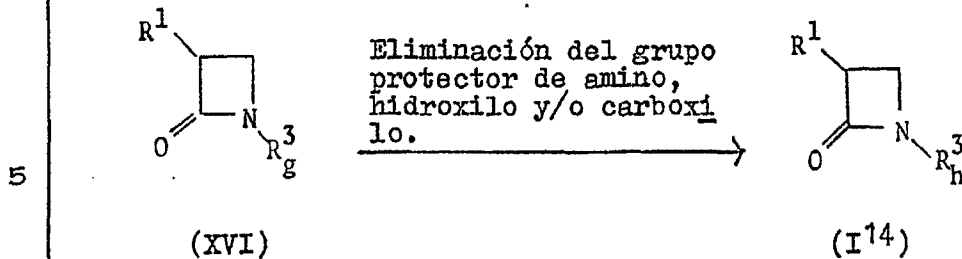 R1
Eliminación del grupo
protector de amino,
hidroxilo y/o carboxi
lo.
R1
O
N
R3g
O
N
R3h
5
(XVI)
(I14)